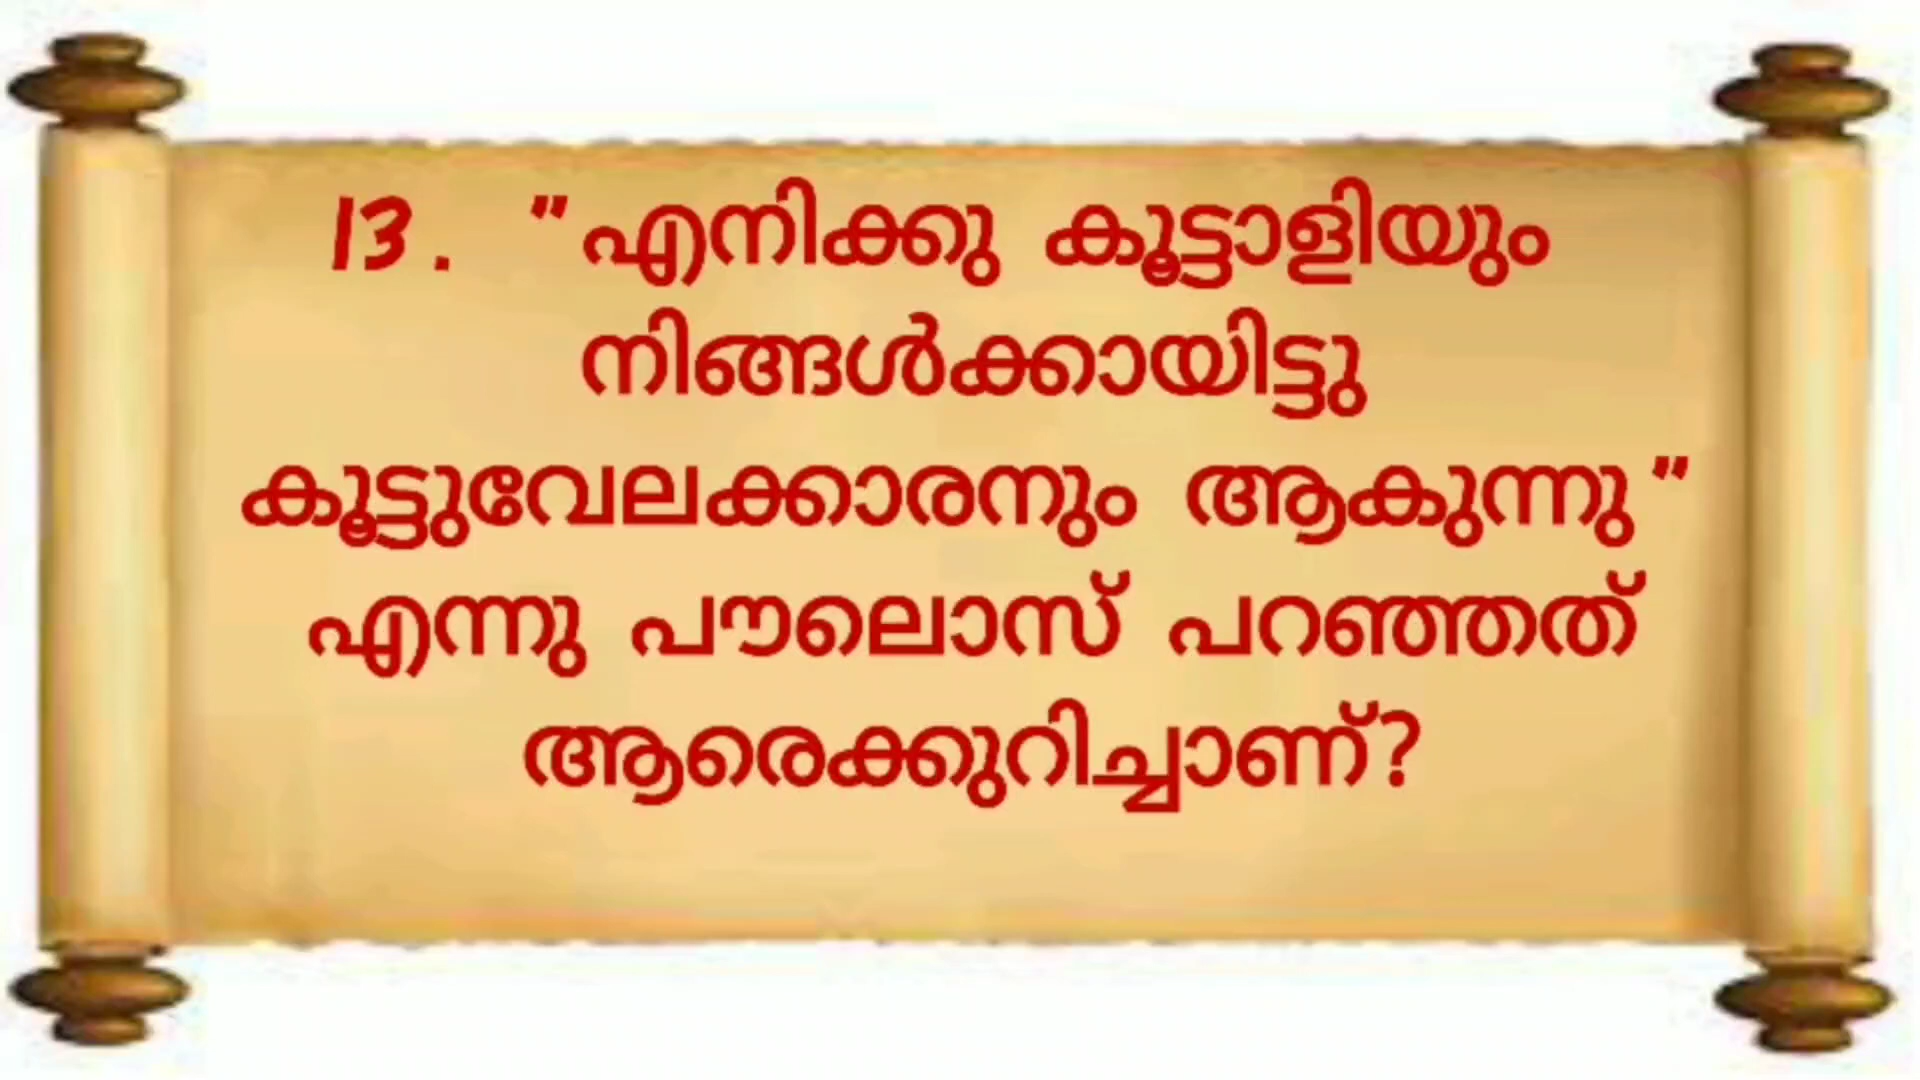 13. "എനിക്കു കൂട്ടാളിയും
നിങ്ങൾക്കായിട്ടു
കൂട്ടുവേലക്കാരനും ആകുന്നു"
എന്നു പൗലൊസ് പറഞ്ഞത്
ആരെക്കുറിച്ചാണ്?